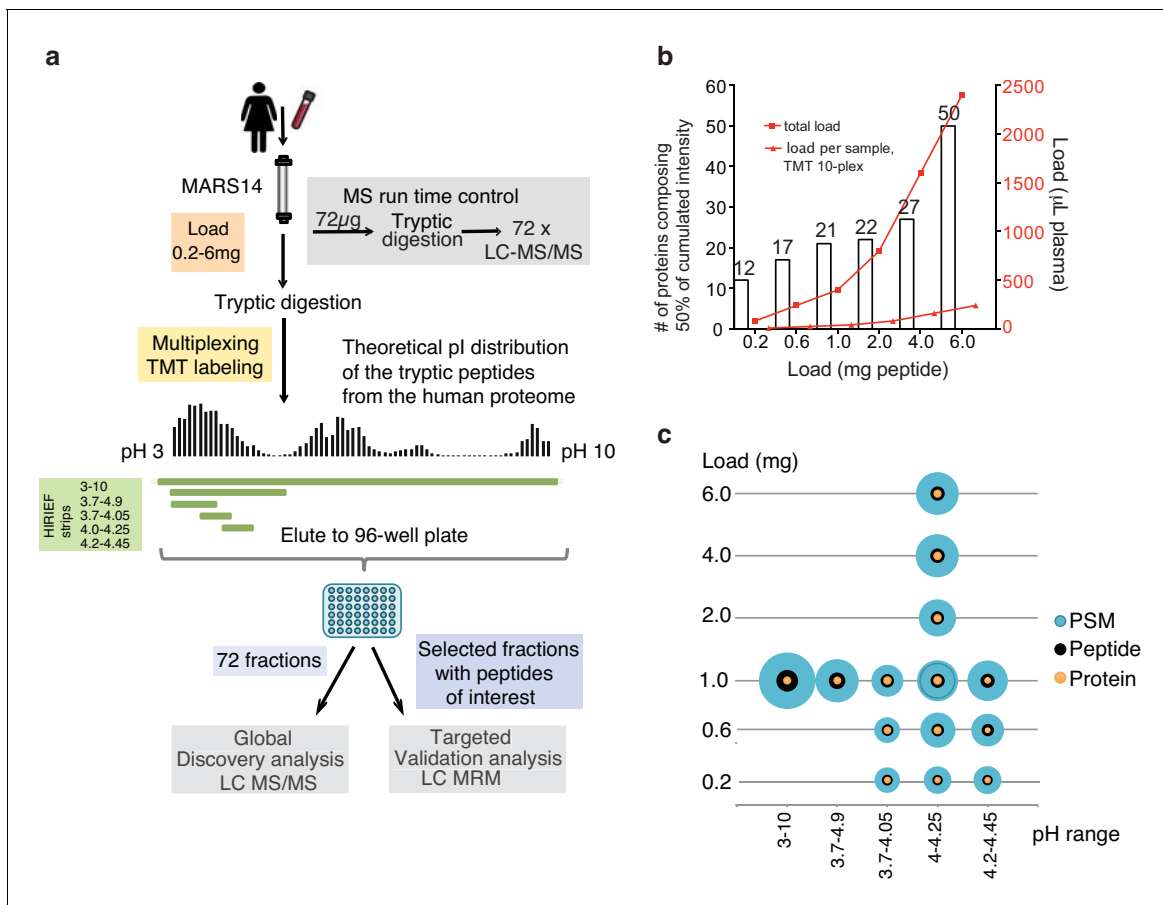 a
MARS14
Load
0.2-6mg
MS run time control
72µg
Tryptic
digestion
72 x
LC-MS/MS
Tryptic digestion
Multiplexing
TMT labeling
Theoretical pI distribution
of the tryptic peptides
from the human proteome
pH 3
pH 10
HIRIEF
strips
3-10
3.7-4.9
3.7-4.05
4.0-4.25
4.2-4.45
Elute to 96-well plate
72 fractions
Selected fractions
with peptides
of interest
Global
Discovery analysis
LC MS/MS
Targeted
Validation analysis
LC MRM
b
# of proteins composing
50% of cumulated intensity
60
50
40
30
20
10
0
total load
load per sample,
TMT 10-plex
12
17
21
22
27
50
2500
2000
1500
1000
500
0
Load (µL plasma)
0.2
0.6
1.0
2.0
4.0
6.0
Load (mg peptide)
c
Load (mg)
6.0
4.0
2.0
1.0
0.6
0.2
PSM
Peptide
Protein
3-10
3.7-4.9
3.7-4.05
4-4.25
4.2-4.45
pH range